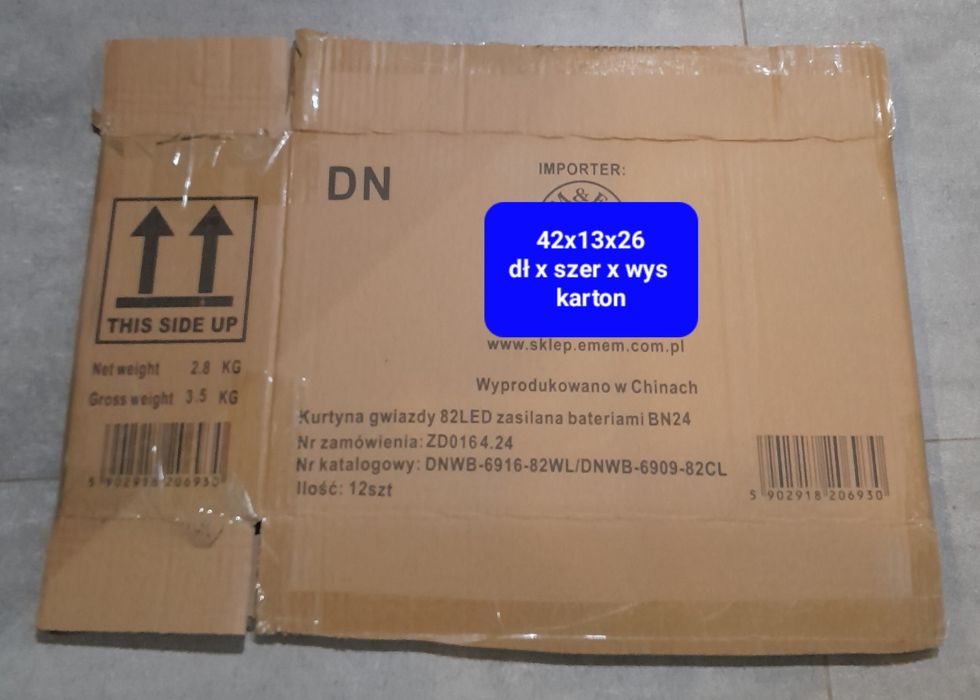 DN
IMPORTER:
M & E
42x13x26
dł x szer x wys
karton
www.sklep.emem.com.pl
Wyprodukowano w Chinach
Kurtyna gwiazdy 82LED zasilana bateriami BN24
Nr zamówienia: ZD0164.24
Nr katalogowy: DNWB-6916-82WL/DNWB-6909-82CL
Ilość: 12szt
5 902918 206930
THIS SIDE UP
Net weight 2.8 KG
Gross weight 3.5 KG
5 902918 206930